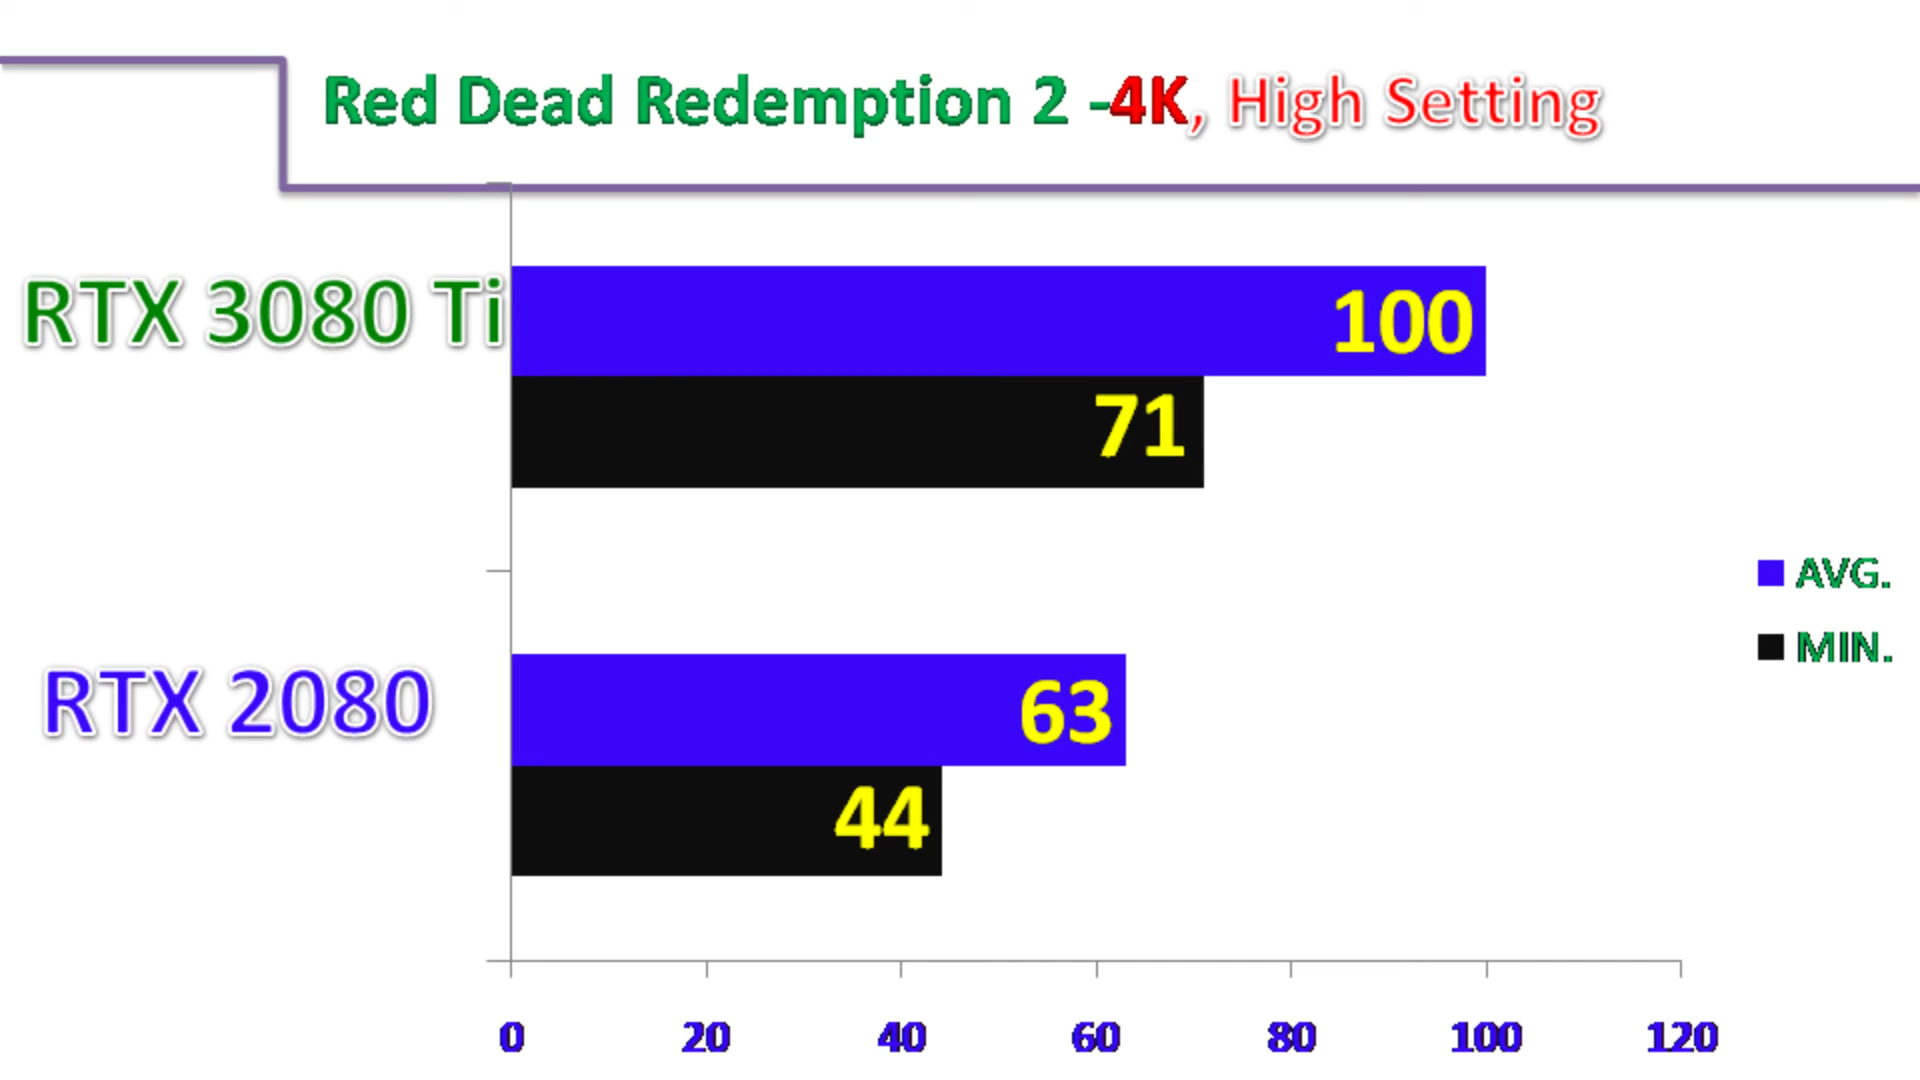 Red Dead Redemption 2 -4K, High Setting
RTX 3080 Ti
100
71
RTX 2080
63
44
AVG.
MIN.
0 20 40 60 80 100 120